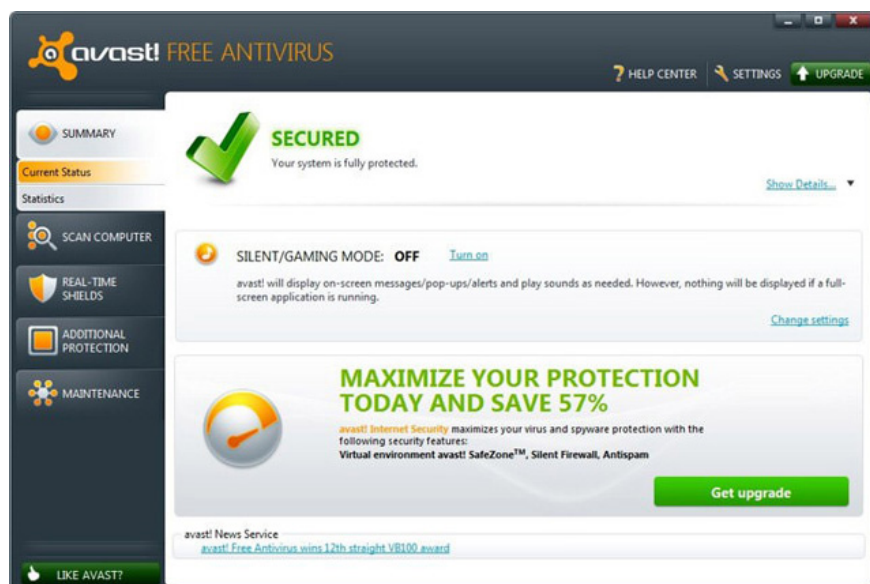 avast! FREE ANTIVIRUS
HELP CENTER
SETTINGS
UPGRADE
SUMMARY
Current Status
Statistics
SCAN COMPUTER
REAL-TIME
SHIELDS
ADDITIONAL
PROTECTION
MAINTENANCE
LIKE AVAST?
SECURED
Your system is fully protected.
Show Details...
SILENT/GAMING MODE: OFF Turn on
avast! will display on-screen messages/pop-ups/alerts and play sounds as needed. However, nothing will be displayed if a full-
screen application is running.
Change settings
MAXIMIZE YOUR PROTECTION
TODAY AND SAVE 57%
avast! Internet Security maximizes your virus and spyware protection with the
following security features:
Virtual environment avast! SafeZone™, Silent Firewall, Antispam
Get upgrade
avast! News Service
avast! Free Antivirus wins 12th straight VB100 award